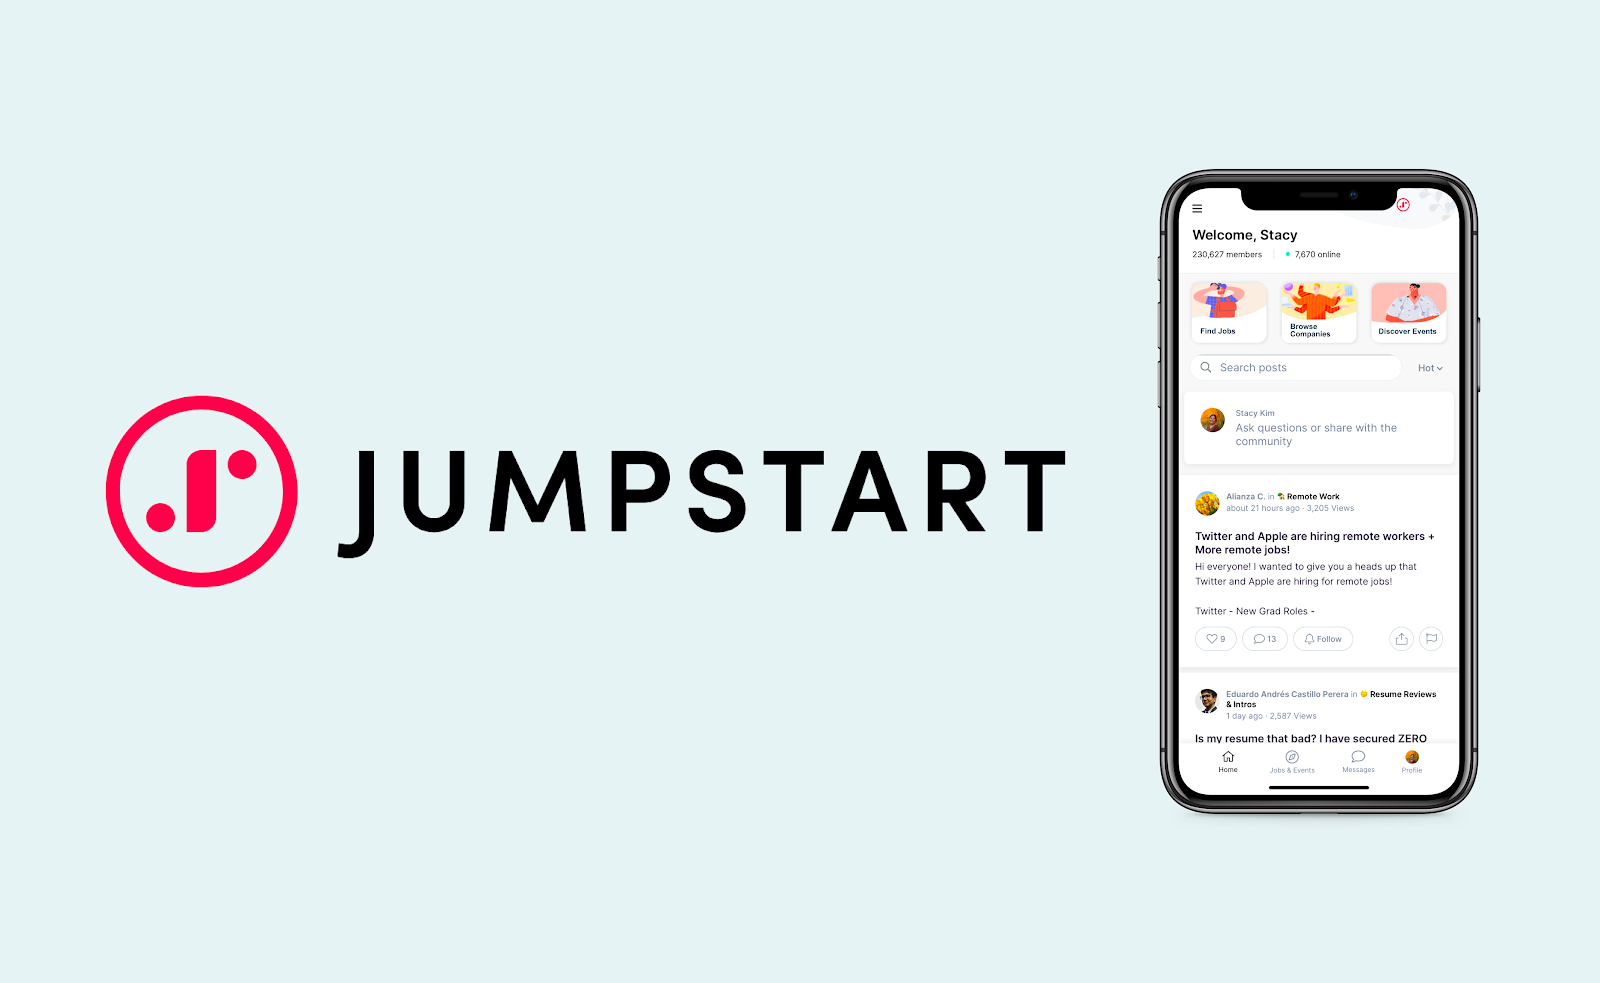 JUMPSTART
Welcome, Stacy
230,627 members
7,670 online
Find Jobs
Browse
Companies
Discover Events
Search posts
Hot
Stacy Kim
Ask questions or share with the
community
Alianza C. in Remote Work
about 21 hours ago · 3,205 Views
Twitter and Apple are hiring remote workers +
More remote jobs!
Hi everyone! I wanted to give you a heads up that
Twitter and Apple are hiring for remote jobs!
Twitter - New Grad Roles -
9
13
Follow
Eduardo Andrés Castillo Perera in Resume Reviews
& Intros
1 day ago · 2,587 Views
Is my resume that bad? I have secured ZERO
Home
Jobs & Events
Messages
Profile